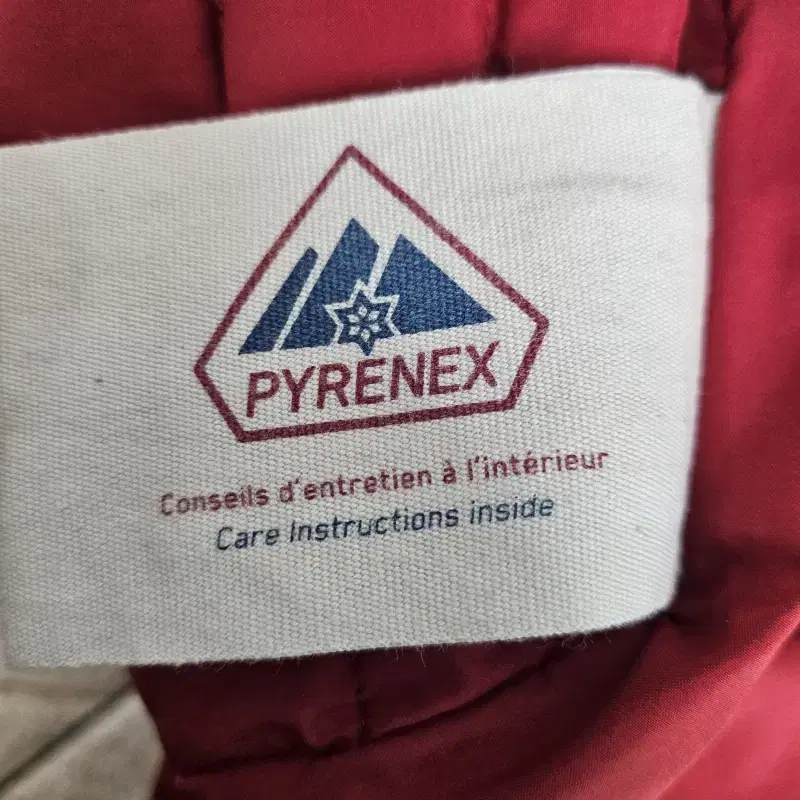 PYRENEX
Conseils d'entretien à l'intérieur
Care Instructions inside